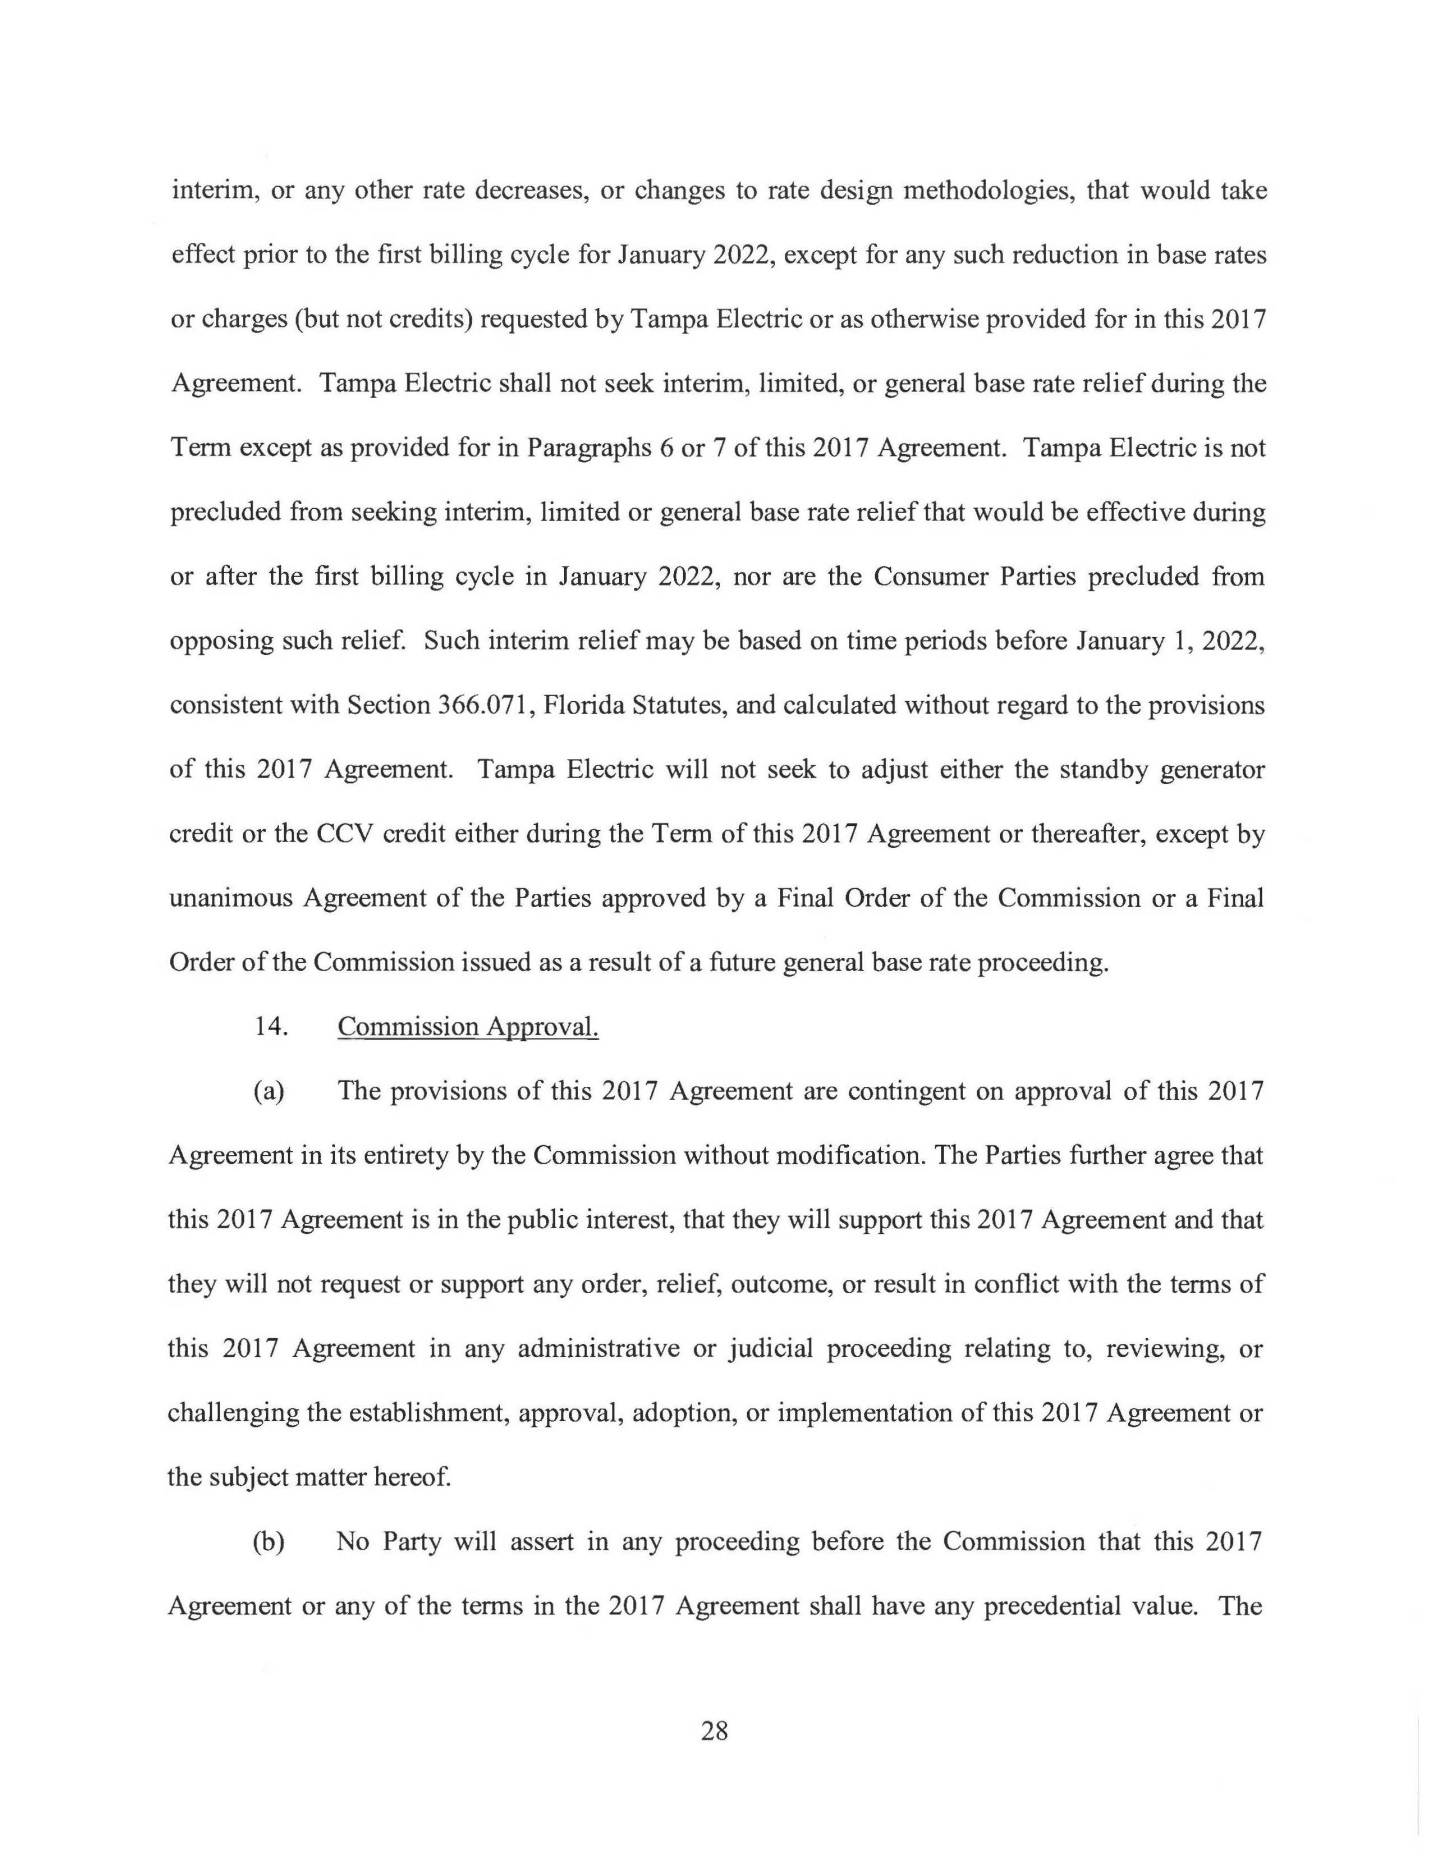 interim, or any other rate decreases, or changes to rate design methodologies, that would take
effect prior to the first billing cycle for January 2022, except for any such reduction in base rates
or charges (but not credits) requested by Tampa Electric or as otherwise provided for in this 2017
Agreement. Tampa Electric shall not seek interim, limited, or general base rate relief during the
Term except as provided for in Paragraphs 6 or 7 of this 2017 Agreement. Tampa Electric is not
precluded from seeking interim, limited or general base rate relief that would be effective during
or after the first billing cycle in January 2022, nor are the Consumer Parties precluded from
opposing such relief. Such interim relief may be based on time periods before January 1, 2022,
consistent with Section 366.071, Florida Statutes, and calculated without regard to the provisions
of this 2017 Agreement. Tampa Electric will not seek to adjust either the standby generator
credit or the CCV credit either during the Term of this 2017 Agreement or thereafter, except by
unanimous Agreement of the Parties approved by a Final Order of the Commission or a Final
Order of the Commission issued as a result of a future general base rate proceeding.
14. Commission Approval.
(a) The provisions of this 2017 Agreement are contingent on approval of this 2017
Agreement in its entirety by the Commission without modification. The Parties further agree that
this 2017 Agreement is in the public interest, that they will support this 2017 Agreement and that
they will not request or support any order, relief, outcome, or result in conflict with the terms of
this 2017 Agreement in any administrative or judicial proceeding relating to, reviewing, or
challenging the establishment, approval, adoption, or implementation of this 2017 Agreement or
the subject matter hereof.
(b) No Party will assert in any proceeding before the Commission that this 2017
Agreement or any of the terms in the 2017 Agreement shall have any precedential value. The
28